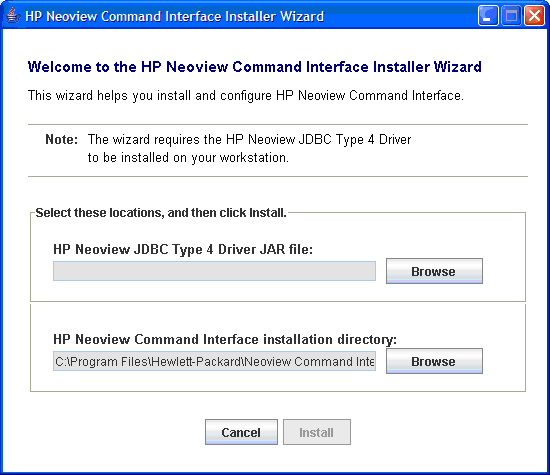 HP Neoview Command Interface Installer Wizard
Welcome to the HP Neoview Command Interface Installer Wizard
This wizard helps you install and configure HP Neoview Command Interface.
Note: The wizard requires the HP Neoview JDBC Type 4 Driver
to be installed on your workstation.
Select these locations, and then click Install.
HP Neoview JDBC Type 4 Driver JAR file:
Browse
HP Neoview Command Interface installation directory:
C:\Program Files\Hewlett-Packard\Neoview Command Inte
Browse
Cancel Install